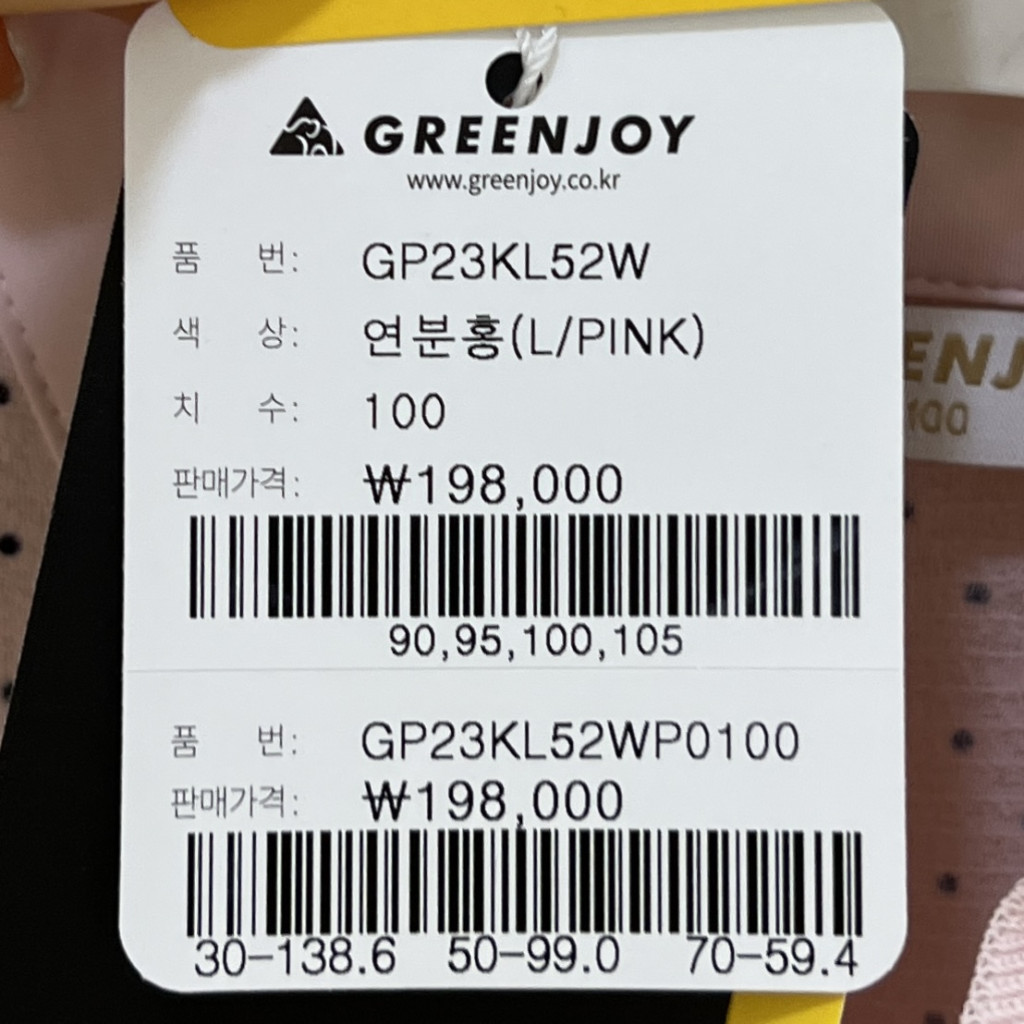 GREENJOY
www.greenjoy.co.kr
품 번: GP23KL52W
색 상: 연분홍(L/PINK)
치 수: 100
판매가격: ₩198,000
90,95,100,105
품 번: GP23KL52WP0100
판매가격: ₩198,000
30-138.6 50-99.0 70-59.4
ENJ
100